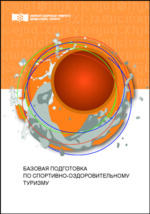 БАЗОВАЯ ПОДГОТОВКА
ПО СПОРТИВНО-ОЗДОРОВИТЕЛЬНОМУ
ТУРИЗМУ